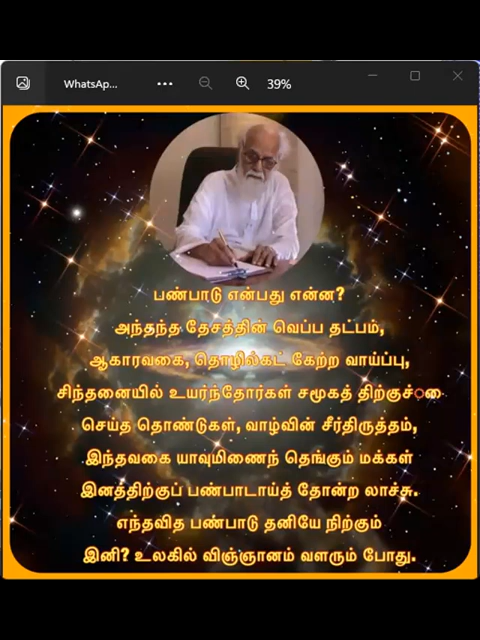 WhatsAp...
39%
பண்பாடு என்பது என்ன?
அந்தந்த தேசத்தின் வெப்ப தட்பம்,
ஆகாரவகை, தொழில்கட் கேற்ற வாய்ப்பு,
சிந்தனையில் உயர்ந்தோர்கள் சமூகத் திற்குச்ை
செய்த தொண்டுகள், வாழ்வின் சீர்திருத்தம்,
இந்தவகை யாவுமிணைந் தெங்கும் மக்கள்
இனத்திற்குப் பண்பாடாய்த் தோன்ற லாச்சு.
எந்தவித பண்பாடு தனியே நிற்கும்
இனி? உலகில் விஞ்ஞானம் வளரும் போது.